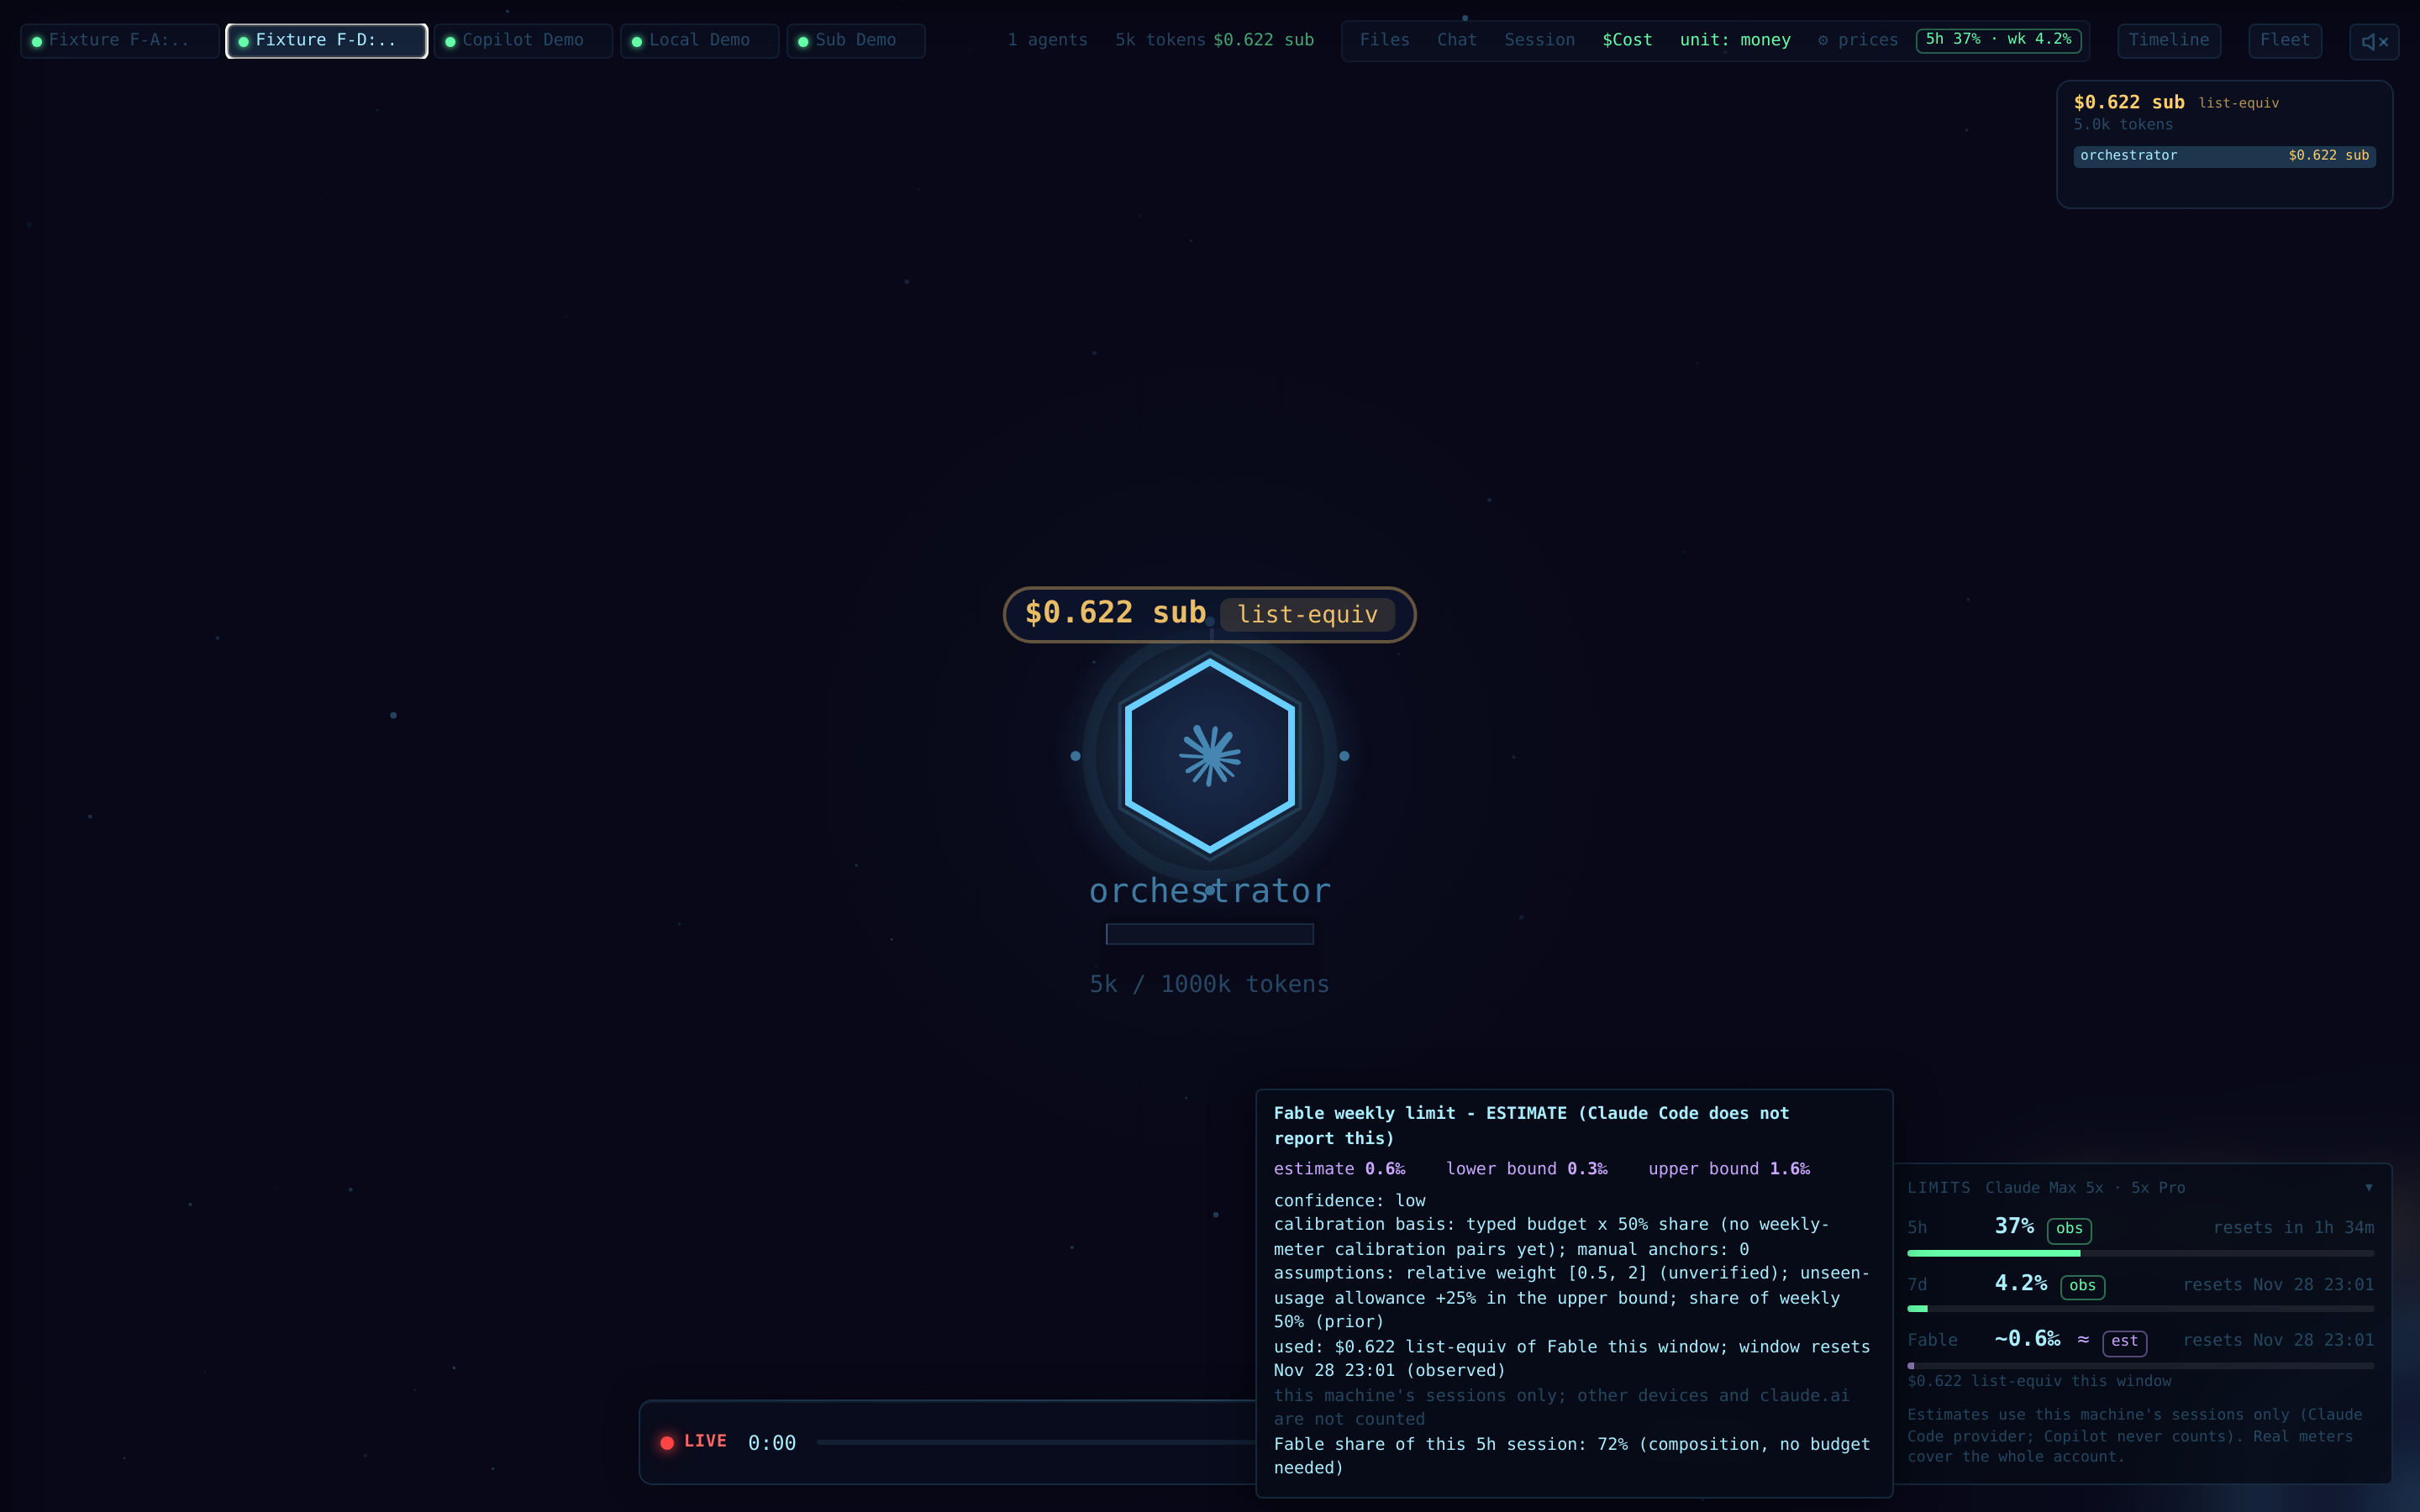 Fixture F-A:..
Fixture F-D:..
Copilot Demo
Local Demo
Sub Demo
1 agents
5k tokens $0.622 sub
Files
Chat
Session
$Cost
unit: money
⊙ prices
5h 37% · wk 4.2%
Timeline
Fleet
$0.622 sub list-equiv
5.0k tokens
orchestrator $0.622 sub
$0.622 sub list-equiv
orchestrator
5k / 1000k tokens
Fable weekly limit - ESTIMATE (Claude Code does not
report this)
estimate 0.6‰ lower bound 0.3‰ upper bound 1.6‰
confidence: low
calibration basis: typed budget x 50% share (no weekly-
meter calibration pairs yet); manual anchors: 0
assumptions: relative weight [0.5, 2] (unverified); unseen-
usage allowance +25% in the upper bound; share of weekly
50% (prior)
used: $0.622 list-equiv of Fable this window; window resets
Nov 28 23:01 (observed)
this machine's sessions only; other devices and claude.ai
are not counted
Fable share of this 5h session: 72% (composition, no budget
needed)
LIMITS Claude Max 5x · 5x Pro ▼
5h 37% obs resets in 1h 34m
7d 4.2% obs resets Nov 28 23:01
Fable ~0.6‰ ≈ est resets Nov 28 23:01
$0.622 list-equiv this window
Estimates use this machine's sessions only (Claude
Code provider; Copilot never counts). Real meters
cover the whole account.
LIVE 0:00